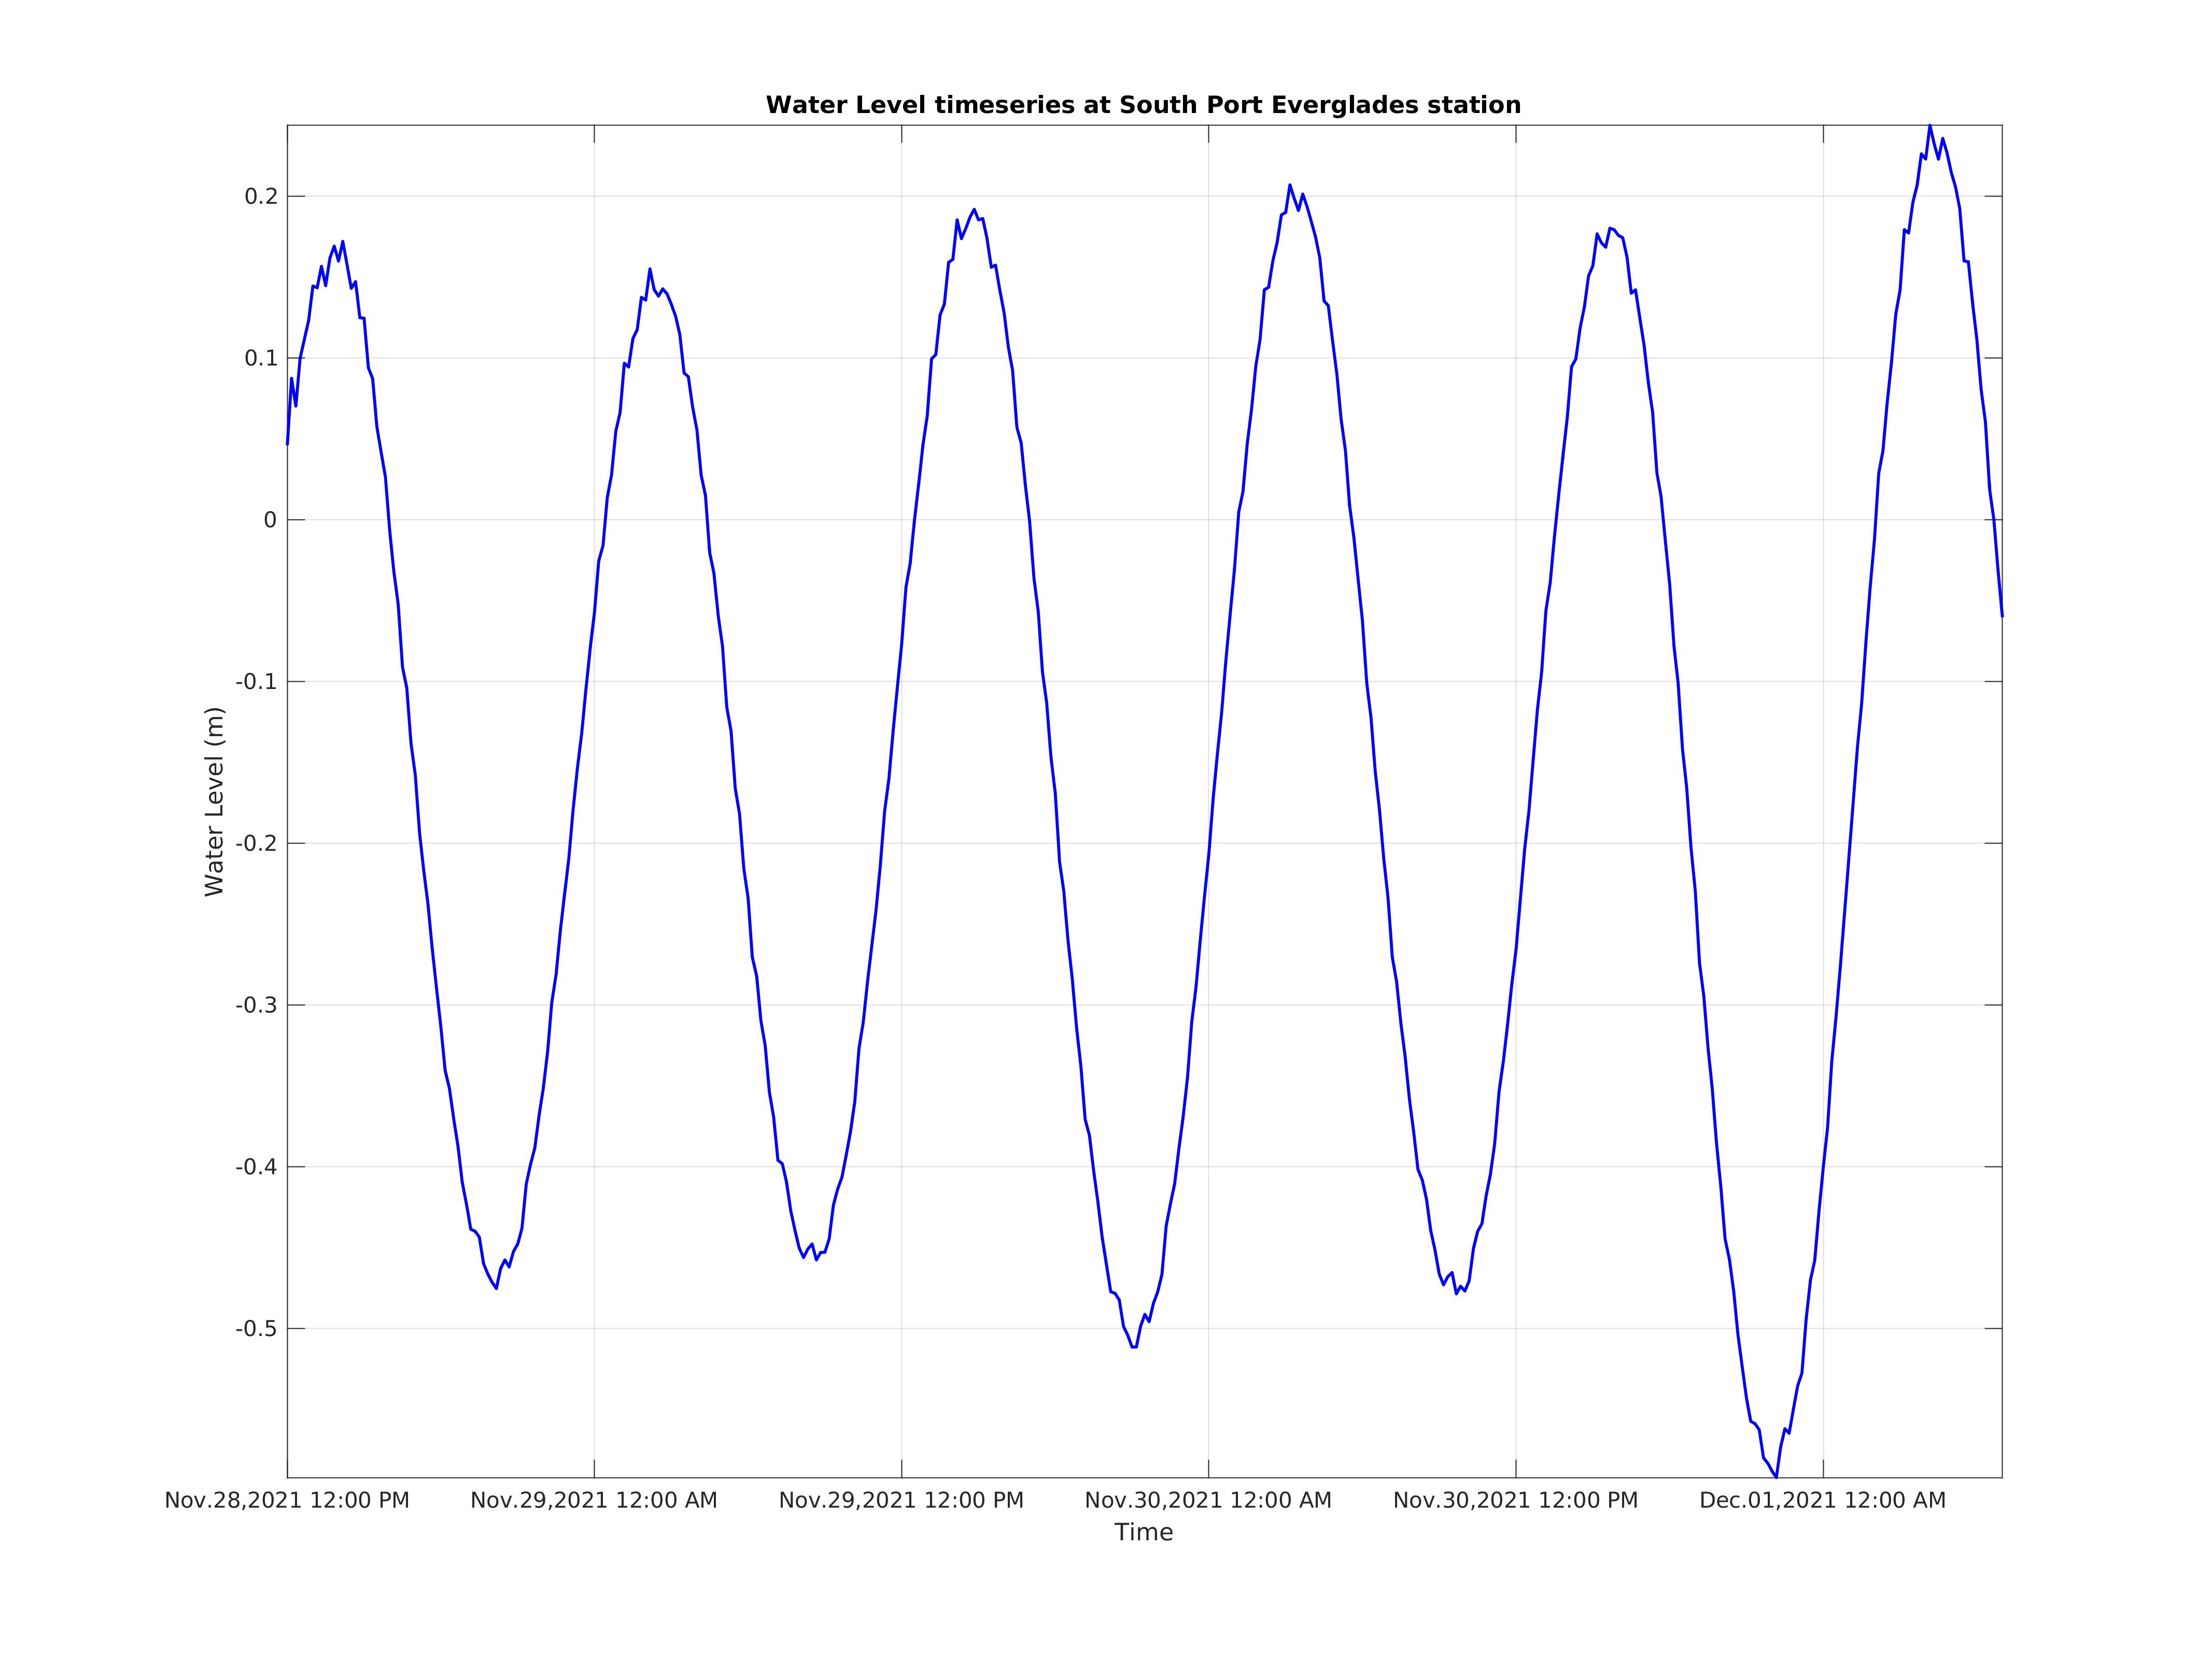 Water Level timeseries at South Port Everglades station
Water Level (m)
0.2
0.1
0
-0.1
-0.2
-0.3
-0.4
-0.5
Nov.28,2021 12:00 PM
Nov.29,2021 12:00 AM
Nov.29,2021 12:00 PM
Nov.30,2021 12:00 AM
Nov.30,2021 12:00 PM
Dec.01,2021 12:00 AM
Time